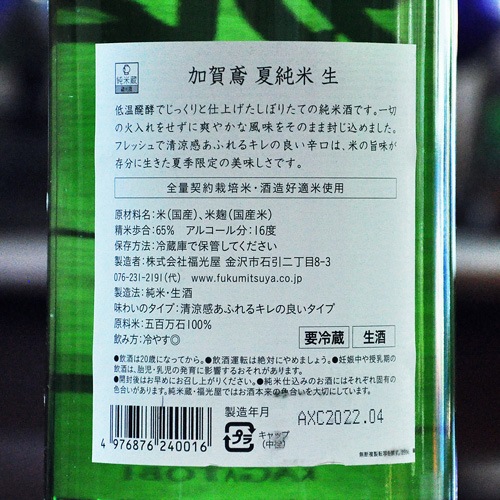 純米蔵
加賀鳶 夏純米 生
低温醗酵でじっくりと仕上げたしぼりたての純米酒です。一切
の火入れをせずに爽やかな風味をそのまま封じ込めました。
フレッシュで清涼感あふれるキレの良い辛口は、米の旨味が
存分に生きた夏季限定の美味しさです。
全量契約栽培米・酒造好適米使用
原材料名:米(国産)、米麹(国産米)
精米歩合:65% アルコール分:16度
保存方法:冷蔵庫で保管してください
製造者:株式会社福光屋 金沢市石引二丁目8-3
076-231-2191(代) www.fukumitsuya.co.jp
製造法:純米・生酒
味わいのタイプ:清涼感あふれるキレの良いタイプ
原料米:五百万石100%
飲み方:冷やす◎
要冷蔵 生酒
●飲酒は20歳になってから。●飲酒運転は絶対にやめましょう。●妊娠中や授乳期の
飲酒は、胎児・乳児の発育に影響するおそれがあります。
●開封後はお早めにお召し上がりください。●純米仕込みのお酒にはそれぞれ固有の
色合いがあります。純米蔵・福光屋ではお酒本来の色合いを大切にしています。
製造年月 AXC2022.04
4 976876 240016
プラ
キャップ
(中栓)
KAGATOBI